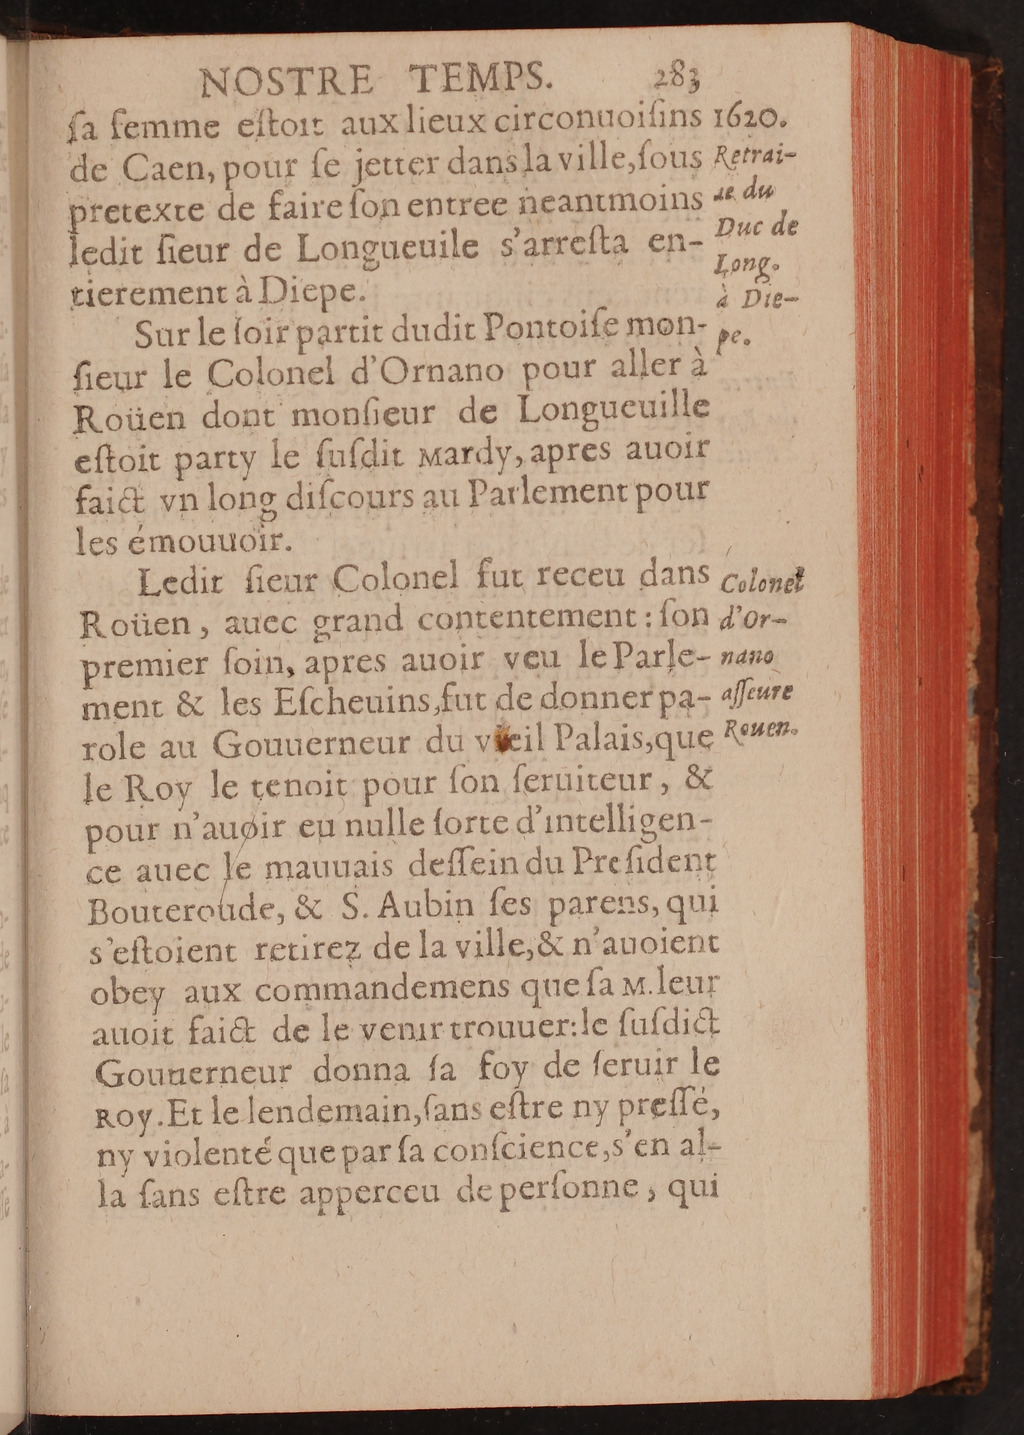 NOSTRE TEMPS. 283
ſa femme eſtoit aux lieux circonuoiſins 1620.
de Caen, pour ſe jetter dans la ville, ſous
pretexte de faire ſon entree neantmoins
ledit ſieur de Longueuile s'arreſta en-
tierement à Diepe.
Retrai-
te du
Duc de
Long.
à Die-
pe.
Sur le ſoir partit dudit Pontoiſe mon-
ſieur le Colonel d'Ornano pour aller à
Roüen dont monſieur de Longueuille
eſtoit party le ſuſdit Mardy, apres auoir
faict vn long diſcours au Parlement pour
les émouuoir.
Ledit ſieur Colonel fut receu dans
Roüen, auec grand contentement : ſon
premier ſoin, apres auoir veu le Parle-
ment & les Eſcheuins, fut de donner pa-
role au Gouuerneur du vieil Palais, que
le Roy le tenoit pour ſon ſeruiteur, &
pour n'auoir eu nulle ſorte d'intelligen-
ce auec le mauuais deſſein du Preſident
Bouteroüde, & S. Aubin ſes parens, qui
s'eſtoient retirez de la ville, & n'auoient
obey aux commandemens que ſa M. leur
auoit faict de le venir trouuer: le ſuſdict
Gouuerneur donna ſa foy de ſeruir le
Roy. Et le lendemain, ſans eſtre ny preſſé,
ny violenté que par ſa conſcience, s'en al-
la ſans eſtre apperceu de perſonne, qui
Colonel
d'Or-
nano
aſſeure
Rouen.